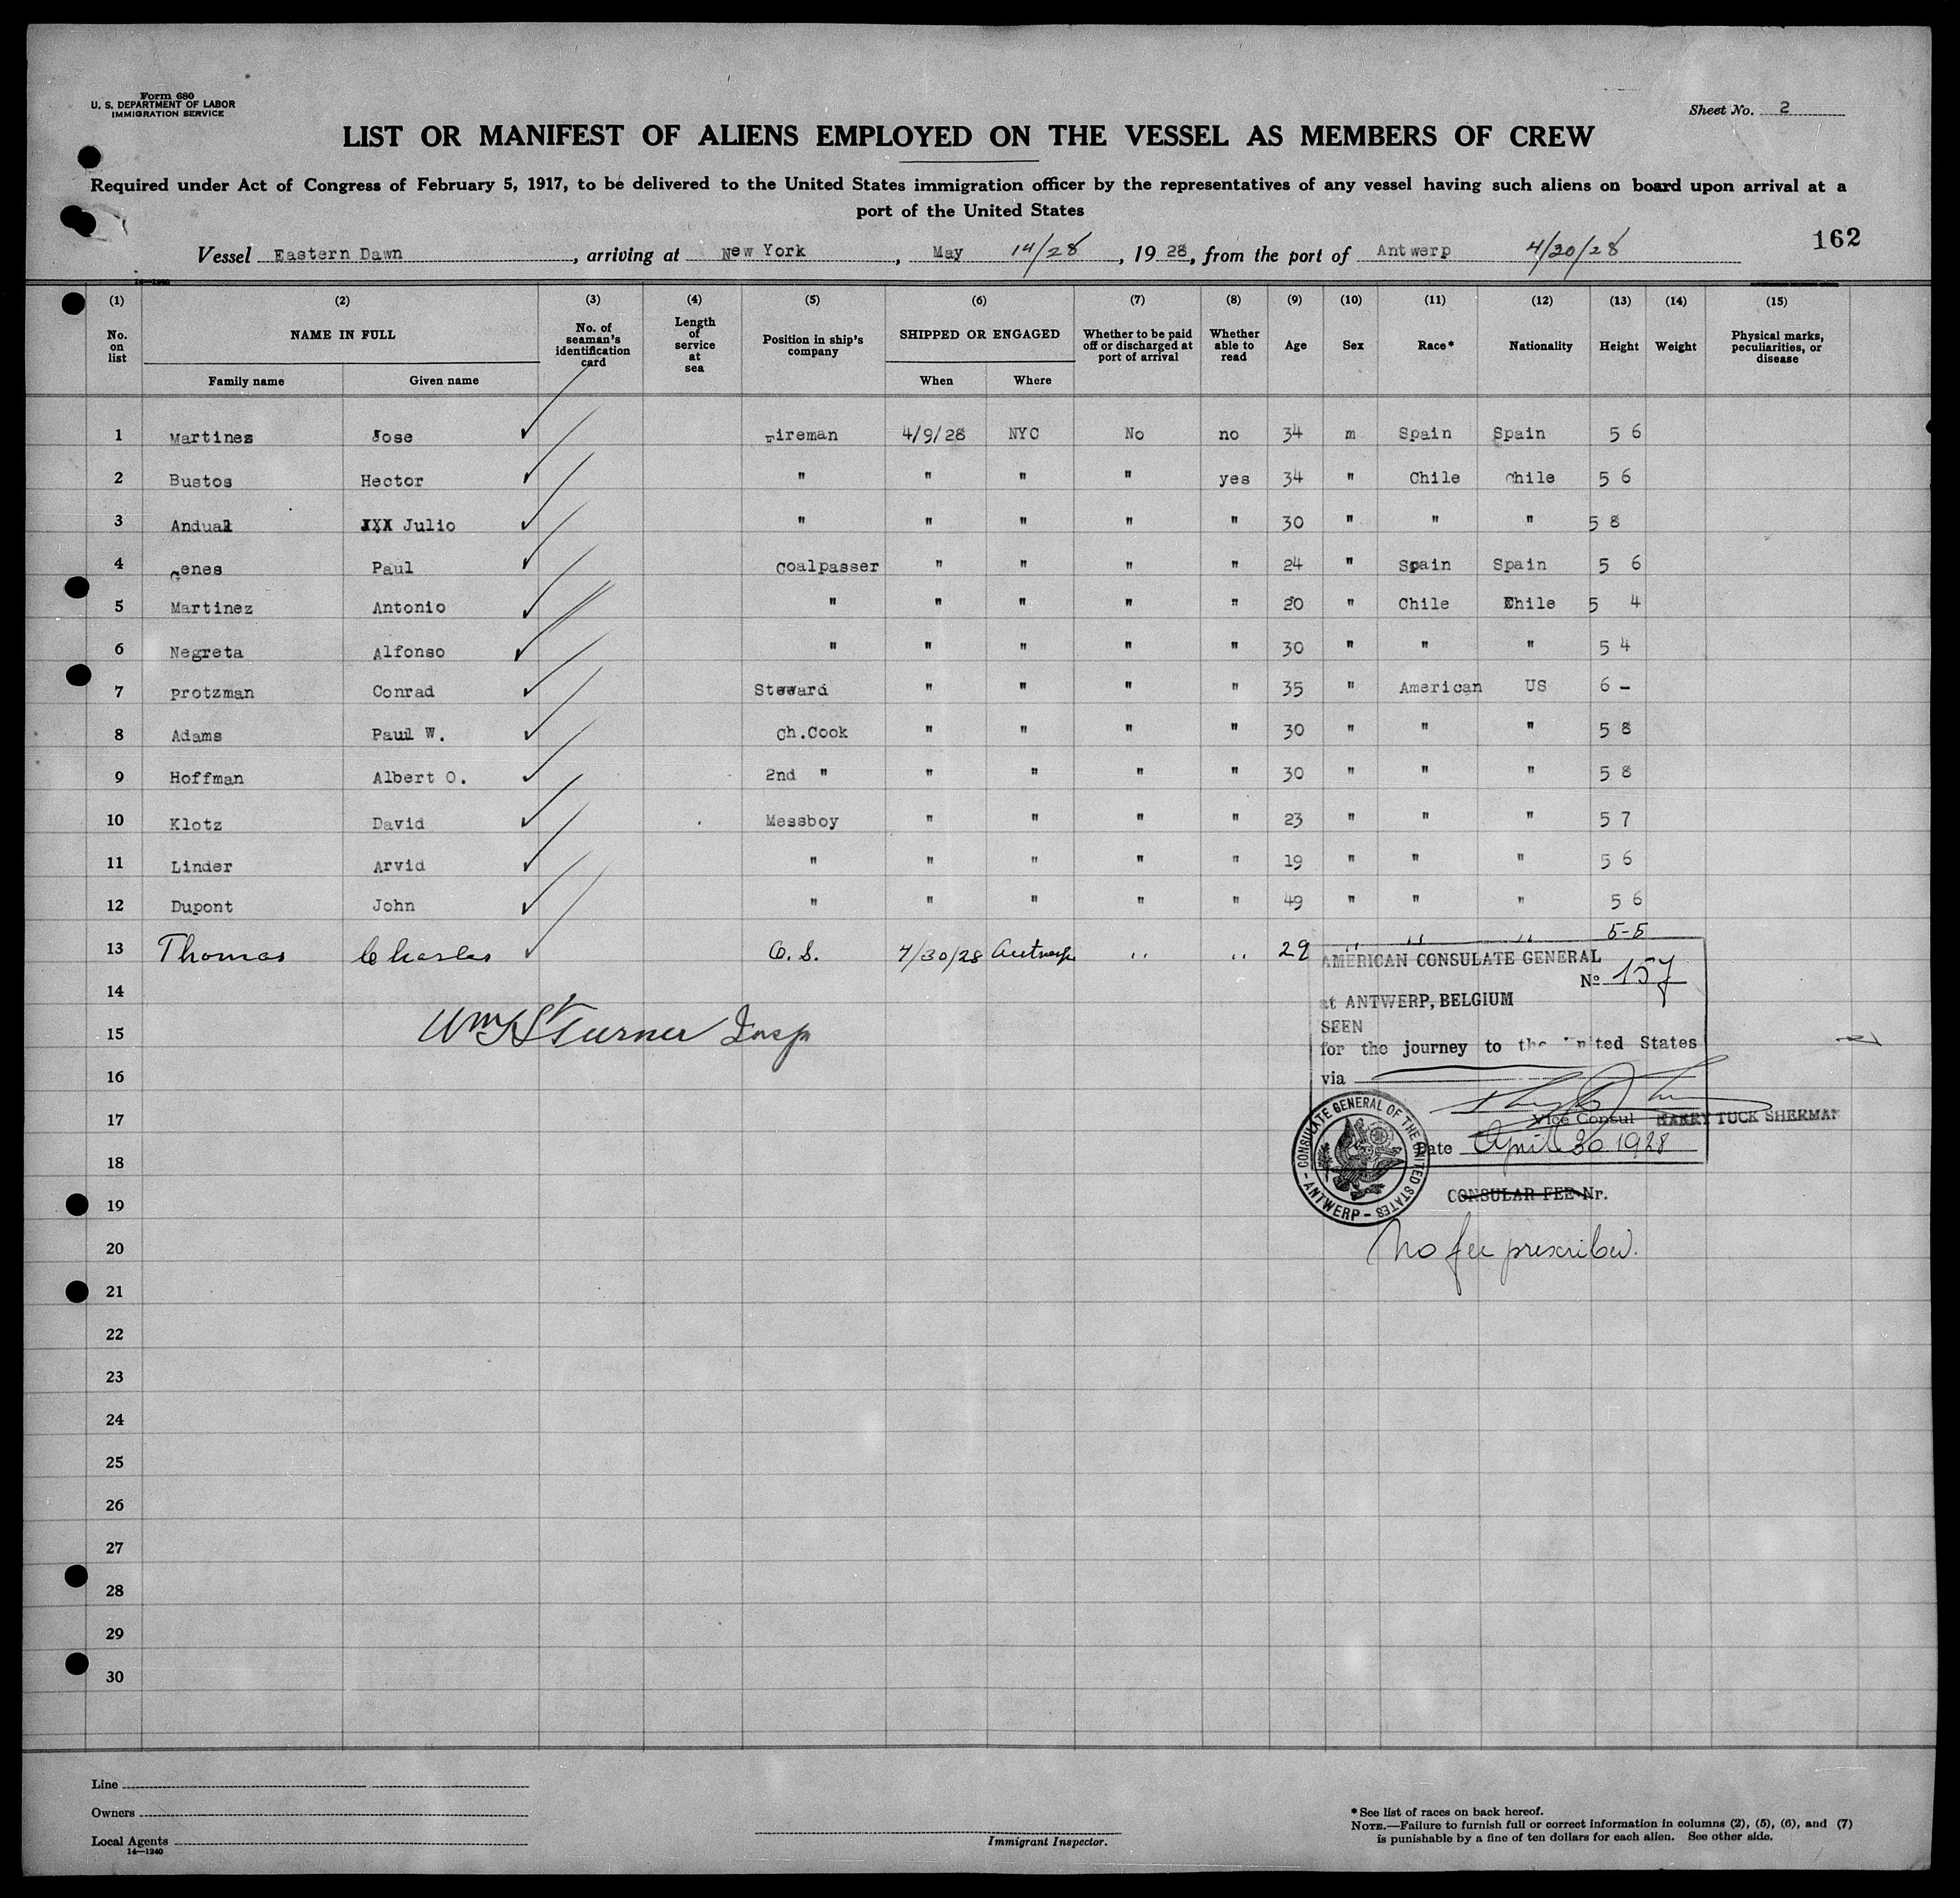 Form 680
U. S. DEPARTMENT OF LABOR
IMMIGRATION SERVICE
Sheet No. 2
LIST OR MANIFEST OF ALIENS EMPLOYED ON THE VESSEL AS MEMBERS OF CREW
Required under Act of Congress of February 5, 1917, to be delivered to the United States immigration officer by the representatives of any vessel having such aliens on board upon arrival at a
port of the United States
162
Vessel Eastern Dawn, arriving at New York, May 14/28, 1928, from the port of Antwerp 4/30/28
(1) (2) (3) (4) (5) (6) (7) (8) (9) (10) (11) (12) (13) (14) (15)
No. on list NAME IN FULL No. of seaman's identification card Length of service at sea Position in ship's company SHIPPED OR ENGAGED Whether to be paid off or discharged at port of arrival Whether able to read Age Sex Race* Nationality Height Weight Physical marks, peculiarities, or disease
Family name Given name When Where
1 Martines Jose Fireman 4/9/28 NYC No no 34 m Spain Spain 5 6
2 Bustos Hector " " " " yes 34 " Chile Chile 5 6
3 Andual XXX Julio " " " " " 30 " " " 5 8
4 Genes Paul Coalpasser " " " " 24 " Spain Spain 5 6
5 Martinez Antonio " " " " " 20 " Chile Chile 5 4
6 Negreta Alfonso " " " " " 30 " " " 5 4
7 protzman Conrad Steward " " " " 35 " American US 6 -
8 Adams Paul W. Ch.Cook " " " " 30 " " " 5 8
9 Hoffman Albert O. 2nd " " " " " 30 " " " 5 8
10 Klotz David Messboy " " " " 23 " " " 5 7
11 Linder Arvid " " " " " 19 " " " 5 6
12 Dupont John " " " " " 49 " " " 5 6
13 Thomas Charles O.S. 4/30/28 Antwerp " " 29 " " " 5-5
14
15 Wm S Turner Insp
16
17
18
19
20
21
22
23
24
25
26
27
28
29
30
AMERICAN CONSULATE GENERAL
No 157
at ANTWERP, BELGIUM
SEEN
for the journey to the United States
via
Vice Consul HARRY TUCK SHERMAN
Date April 30 1928
CONSULATE GENERAL OF THE UNITED STATES - ANTWERP -
CONSULAR FEE Nr.
No fee prescribed.
Line
Owners
Local Agents
14—1240
Immigrant Inspector.
*See list of races on back hereof.
NOTE.—Failure to furnish full or correct information in columns (2), (5), (6), and (7)
is punishable by a fine of ten dollars for each alien. See other side.